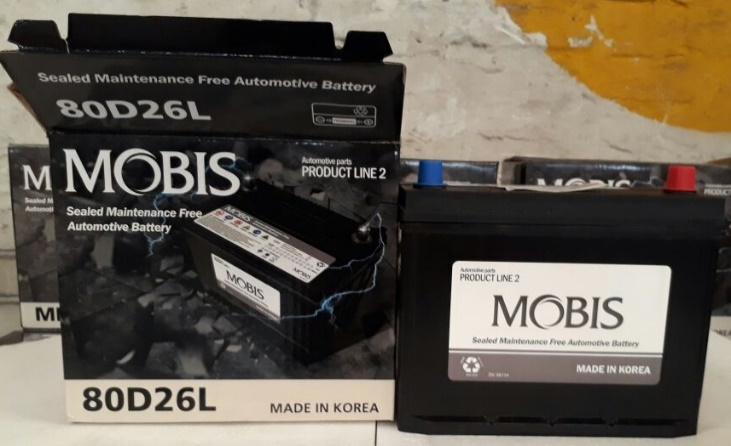 Sealed Maintenance Free Automotive Battery
80D26L
MOBIS
Automotive parts
PRODUCT LINE 2
Sealed Maintenance Free
Automotive Battery
MOBIS
MOBIS
80D26L
MADE IN KOREA
Automotive parts
PRODUCT LINE 2
MOBIS
Sealed Maintenance Free Automotive Battery
MADE IN KOREA
MOBIS